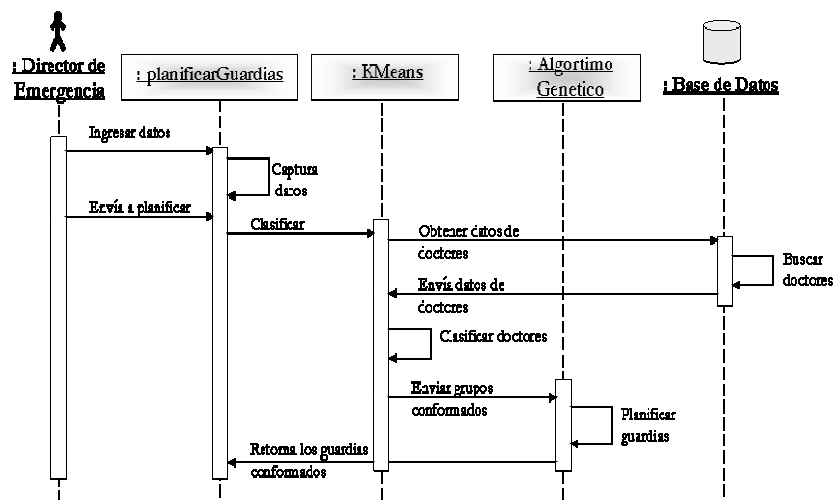 : Director de
Emergencia
: planificarGuardias
: KMeans
: Algortimo
Genetico
: Base de Datos
Ingresar datos
Captura
datos
Envía a planificar
Clasificar
Obtener datos de
doctores
Buscar
doctores
Envía datos de
doctores
Clasificar doctores
Enviar grupos
conformados
Planificar
guardias
Retorna los guardias
conformados